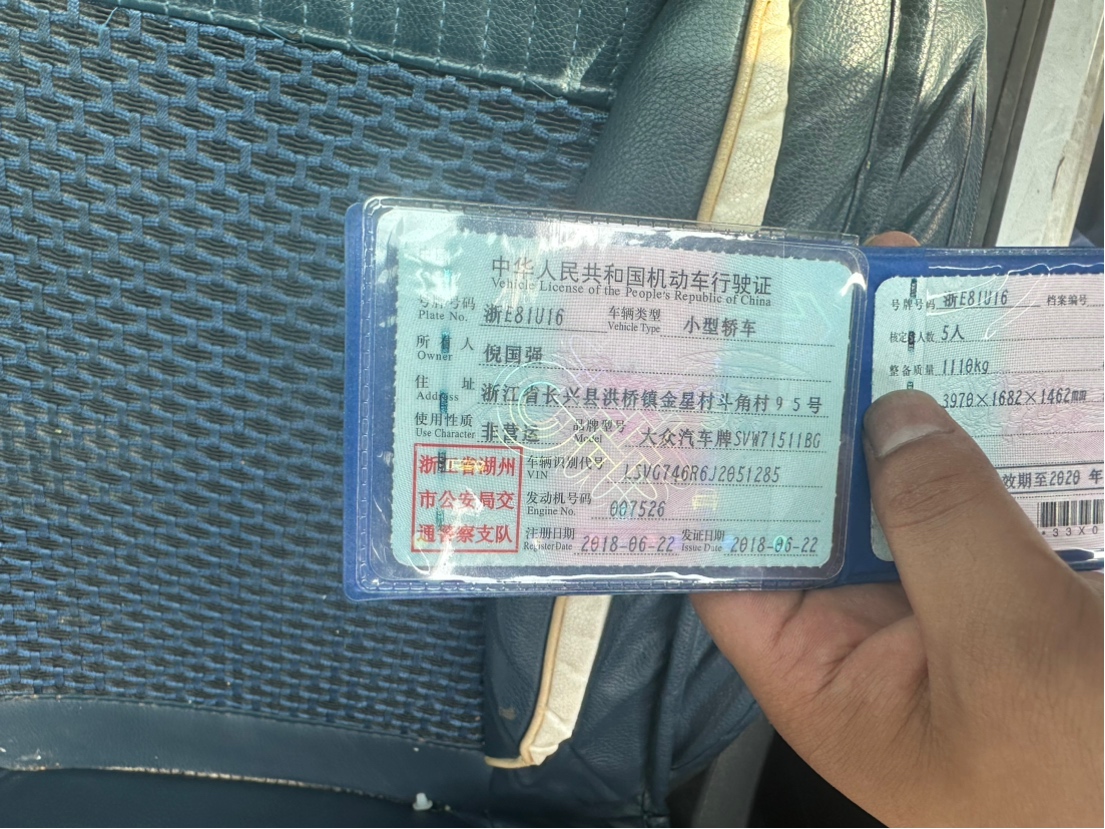 中华人民共和国机动车行驶证
Vehicle License of the People's Republic of China
号牌号码 浙E81U16 车辆类型 小型轿车
Plate No. Vehicle Type
所有人 倪国强
Owner
住址 浙江省长兴县洪桥镇金星村斗角村95号
Address
使用性质 非营运 品牌型号 大众汽车牌SVW71511BG
Use Character Model
浙江省湖州
市公安局交
通警察支队
车辆识别代号 LSVG746R6J2051285
VIN
发动机号码 007526
Engine No.
注册日期 2018-06-22 发证日期 2018-06-22
Register Date Issue Date
号牌号码 浙E81U16 档案编号
核定人数 5人
整备质量 1110kg
3970×1682×1462mm
效期至2020年